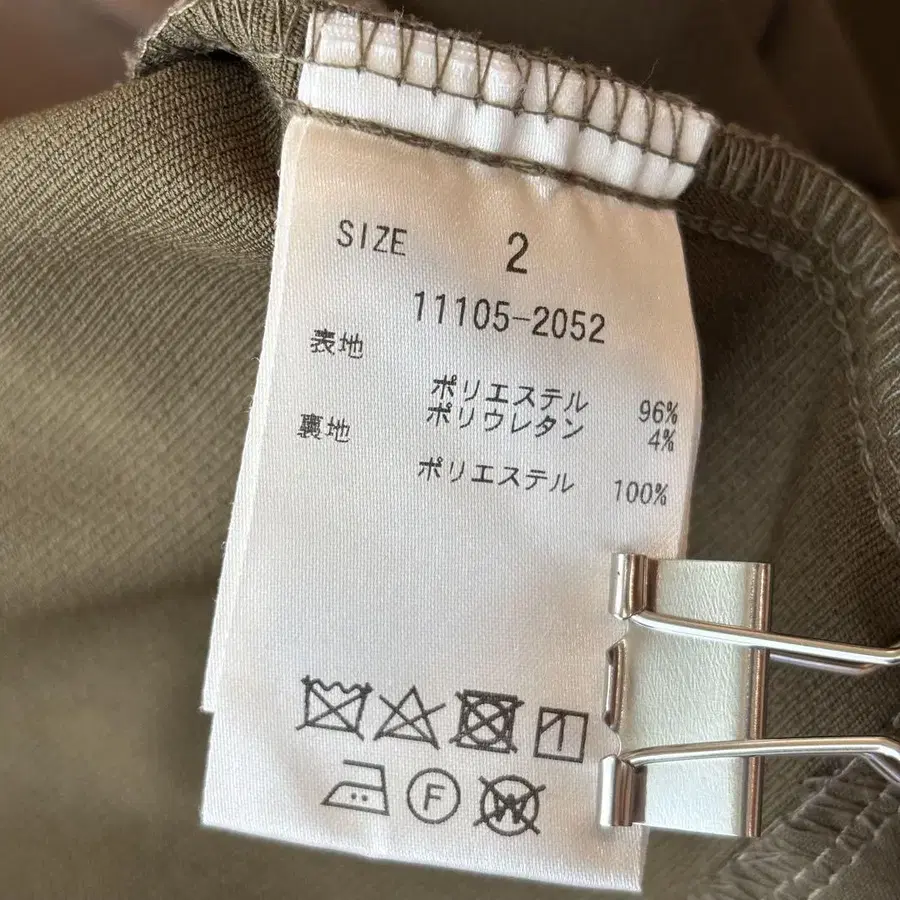 SIZE 2
11105-2052
表地
ポリエステル 96%
ポリウレタン 4%
裏地
ポリエステル 100%
F
W